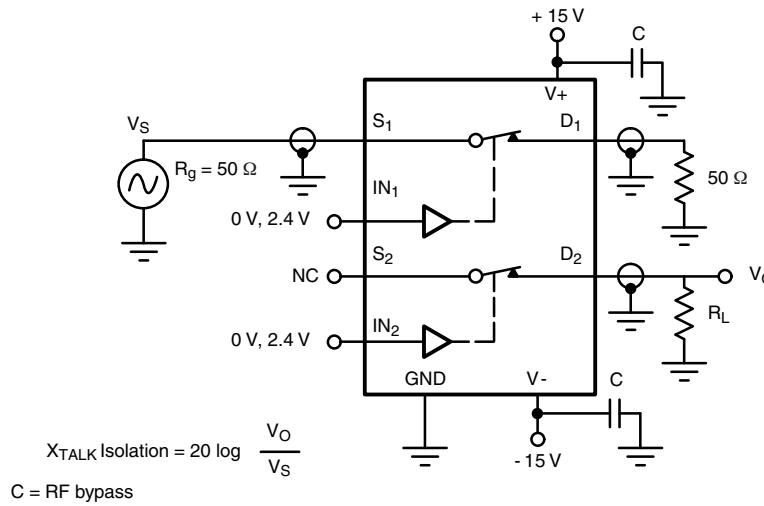 + 15 V
C
V+
VS
S1
D1
Rg = 50 Ω
50 Ω
IN1
0 V, 2.4 V
S2
D2
NC
VO
RL
IN2
0 V, 2.4 V
GND
V-
C
- 15 V
XTALK Isolation = 20 log VO
VS
C = RF bypass